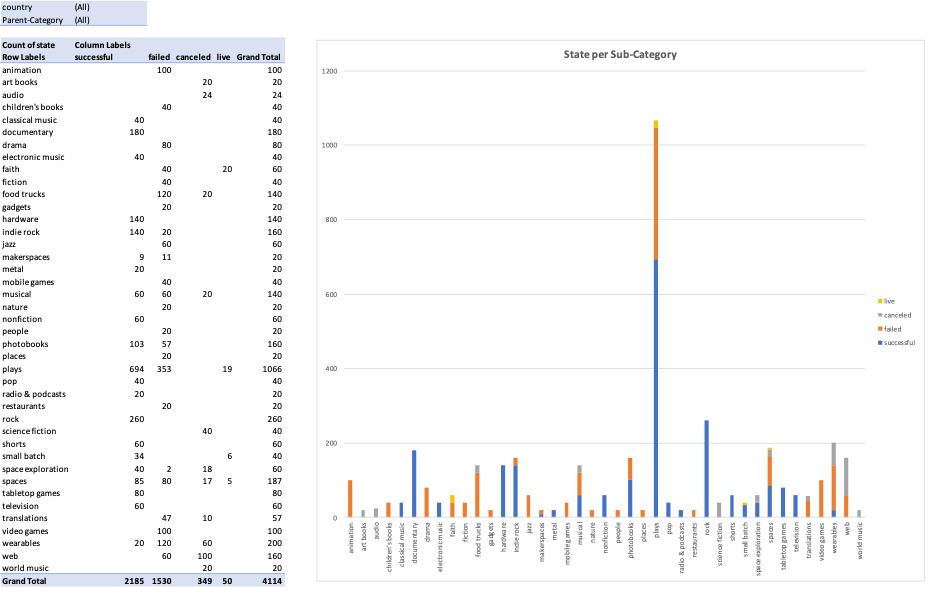 country (All)
Parent-Category (All)
Count of state Column Labels
Row Labels successful failed canceled live Grand Total
animation 100 100
art books 20 20
audio 24 24
children's books 40 40
classical music 40 40
documentary 180 180
drama 80 80
electronic music 40 40
faith 40 20 60
fiction 40 40
food trucks 120 20 140
gadgets 20 20
hardware 140 140
indie rock 140 20 160
jazz 60 60
makerspaces 9 11 20
metal 20 20
mobile games 40 40
musical 60 60 20 140
nature 20 20
nonfiction 60 60
people 20 20
photobooks 103 57 160
places 20 20
plays 694 353 19 1066
pop 40 40
radio & podcasts 20 20
restaurants 20 20
rock 260 260
science fiction 40 40
shorts 60 60
small batch 34 6 40
space exploration 40 2 18 60
spaces 85 80 17 5 187
tabletop games 80 80
television 60 60
translations 47 10 57
video games 100 100
wearables 20 120 60 200
web 60 100 160
world music 20 20
Grand Total 2185 1530 349 50 4114
State per Sub-Category
1200
1000
800
600
400
200
0
animation
art books
audio
children's books
classical music
documentary
drama
electronic music
faith
fiction
food trucks
gadgets
hardware
indie rock
jazz
makerspaces
metal
mobile games
musical
nature
nonfiction
people
photobooks
places
plays
pop
radio & podcasts
restaurants
rock
science fiction
shorts
small batch
space exploration
spaces
tabletop games
television
translations
video games
wearables
web
world music
live
canceled
failed
successful